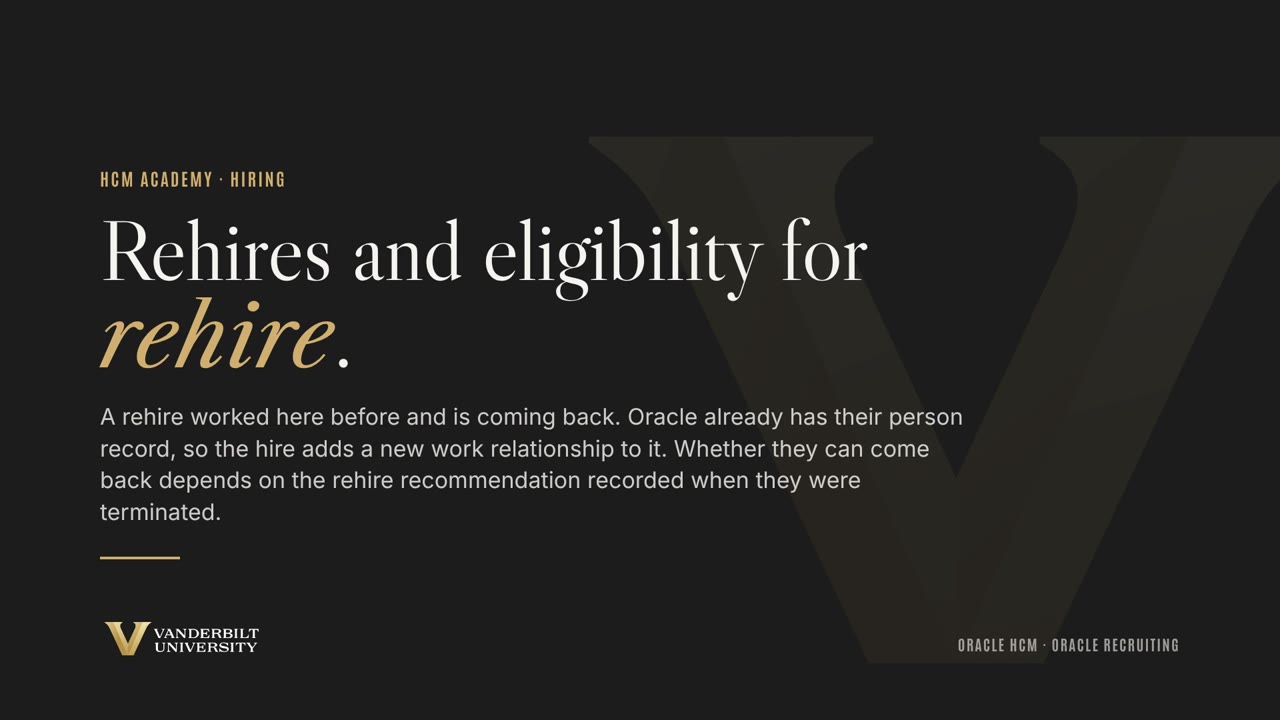 HCM ACADEMY · HIRING
Rehires and eligibility for
rehire.
A rehire worked here before and is coming back. Oracle already has their person
record, so the hire adds a new work relationship to it. Whether they can come
back depends on the rehire recommendation recorded when they were
terminated.
VANDERBILT
UNIVERSITY
ORACLE HCM · ORACLE RECRUITING